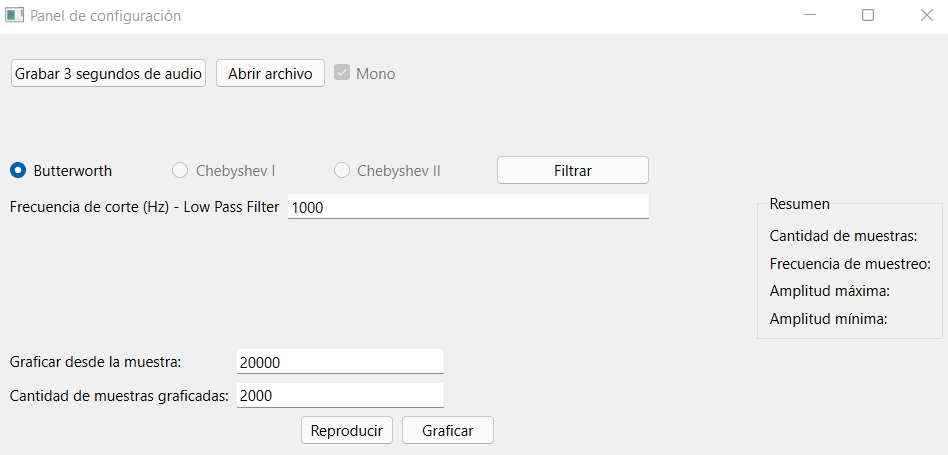 Panel de configuración
Grabar 3 segundos de audio Abrir archivo Mono
Butterworth Chebyshev I Chebyshev II Filtrar
Frecuencia de corte (Hz) - Low Pass Filter 1000
Resumen
Cantidad de muestras:
Frecuencia de muestreo:
Amplitud máxima:
Amplitud mínima:
Graficar desde la muestra: 20000
Cantidad de muestras graficadas: 2000
Reproducir Graficar